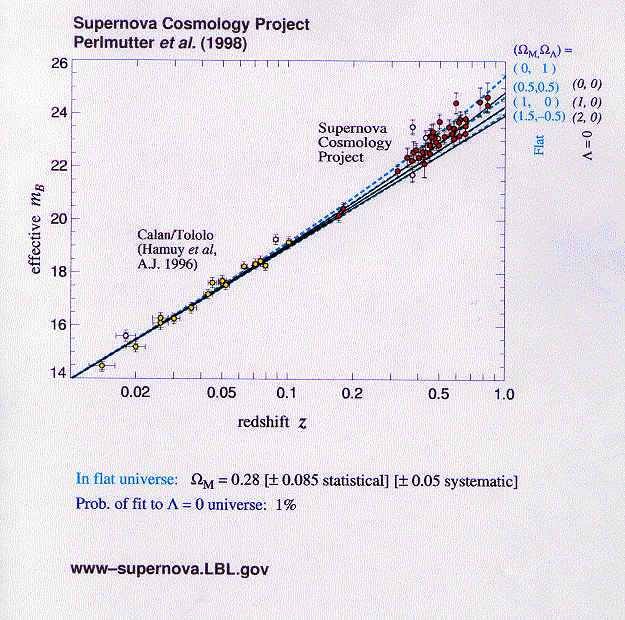 Supernova Cosmology Project
Perlmutter et al. (1998)
(ΩM,ΩΛ) =
( 0, 1 )
(0.5,0.5) (0, 0)
( 1, 0 ) (1, 0)
(1.5,–0.5) (2, 0)
Flat
Λ = 0
26
24
22
20
18
16
14
effective mB
Supernova
Cosmology
Project
Calan/Tololo
(Hamuy et al,
A.J. 1996)
0.02 0.05 0.1 0.2 0.5 1.0
redshift z
In flat universe: ΩM = 0.28 [± 0.085 statistical] [± 0.05 systematic]
Prob. of fit to Λ = 0 universe: 1%
www–supernova.LBL.gov